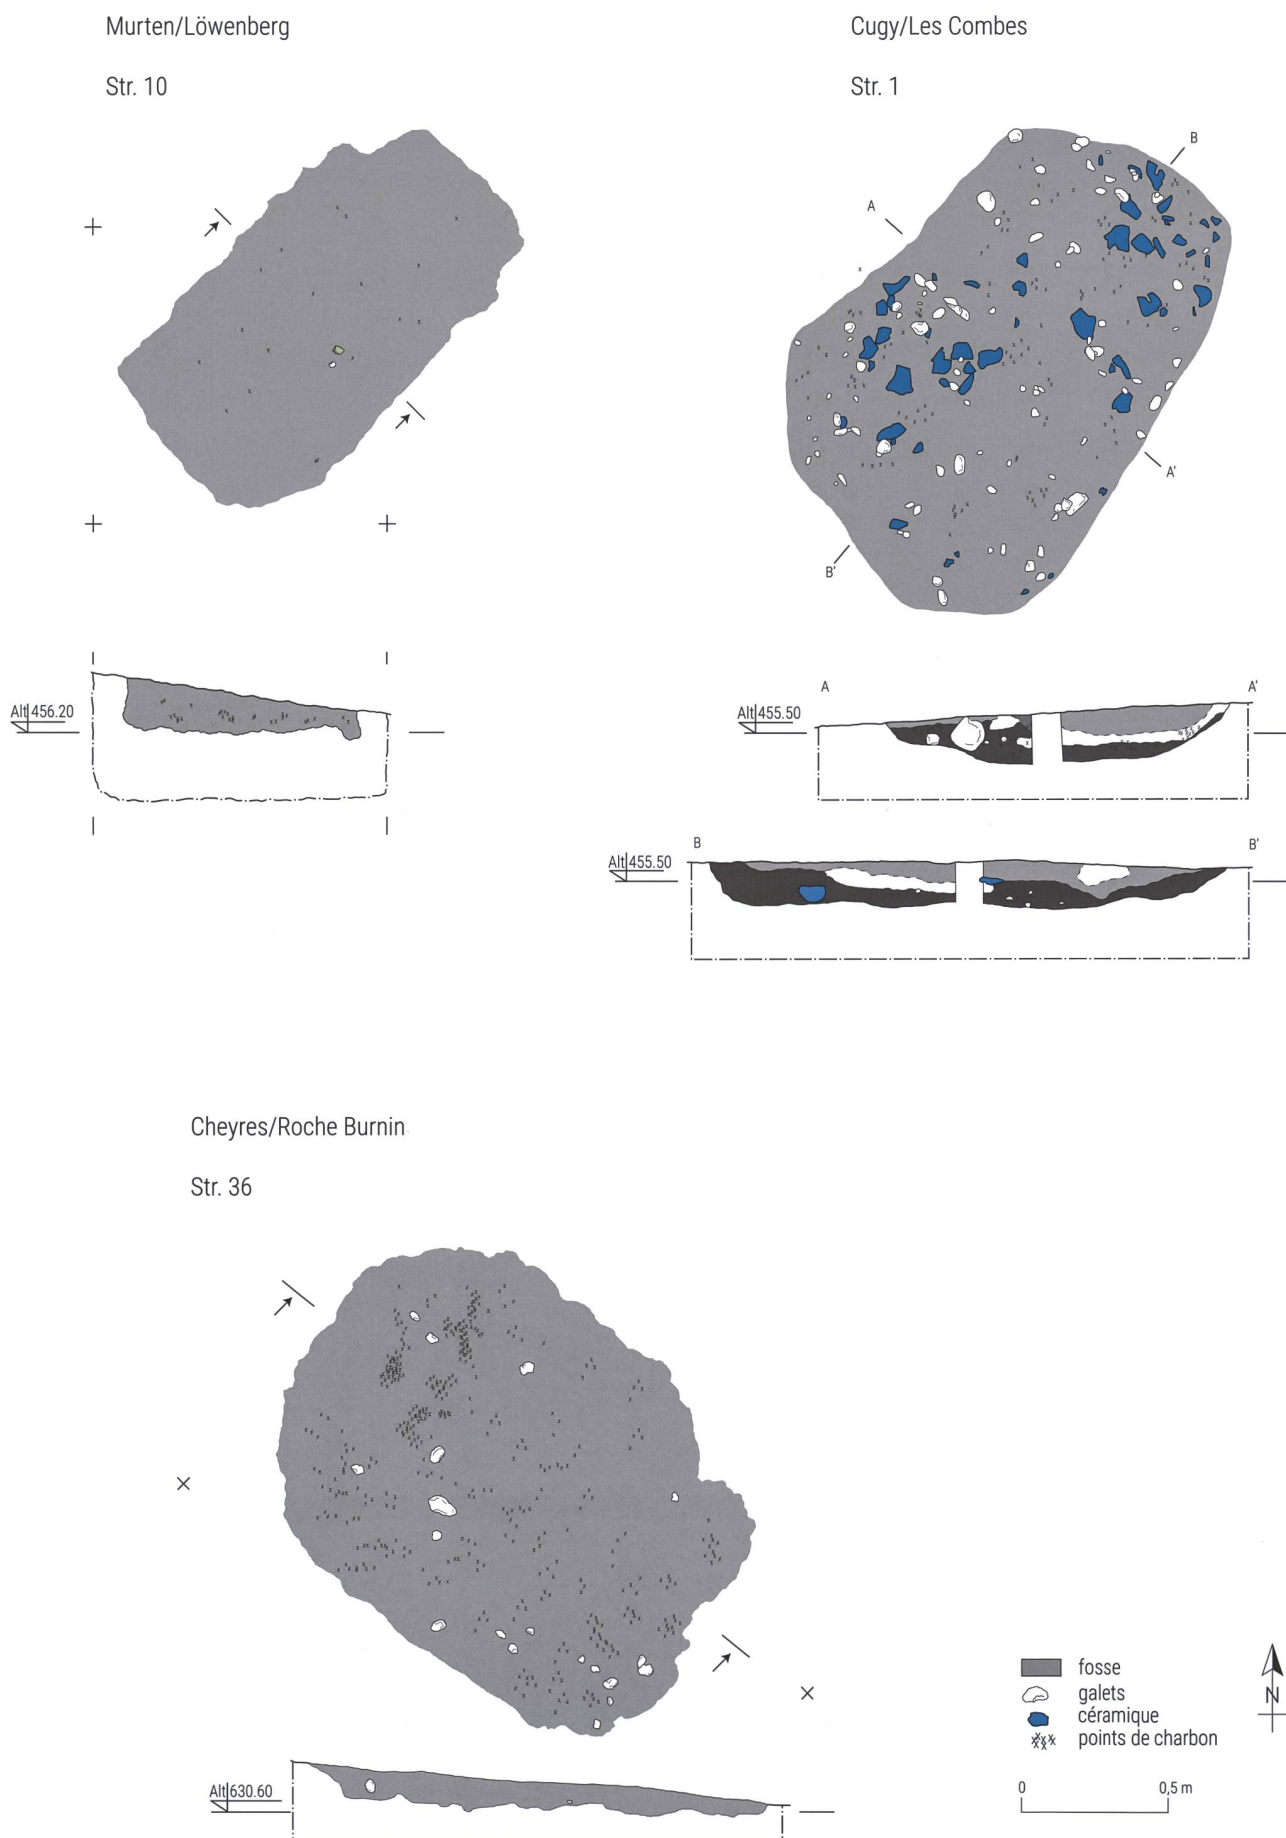 Murten/Löwenberg
Str. 10
Alt 456.20
Cugy/Les Combes
Str. 1
A
B
A'
B'
A
A'
Alt 455.50
B
B'
Alt 455.50
Cheyres/Roche Burnin
Str. 36
Alt 630.60
fosse
galets
céramique
points de charbon
N
0
0,5 m